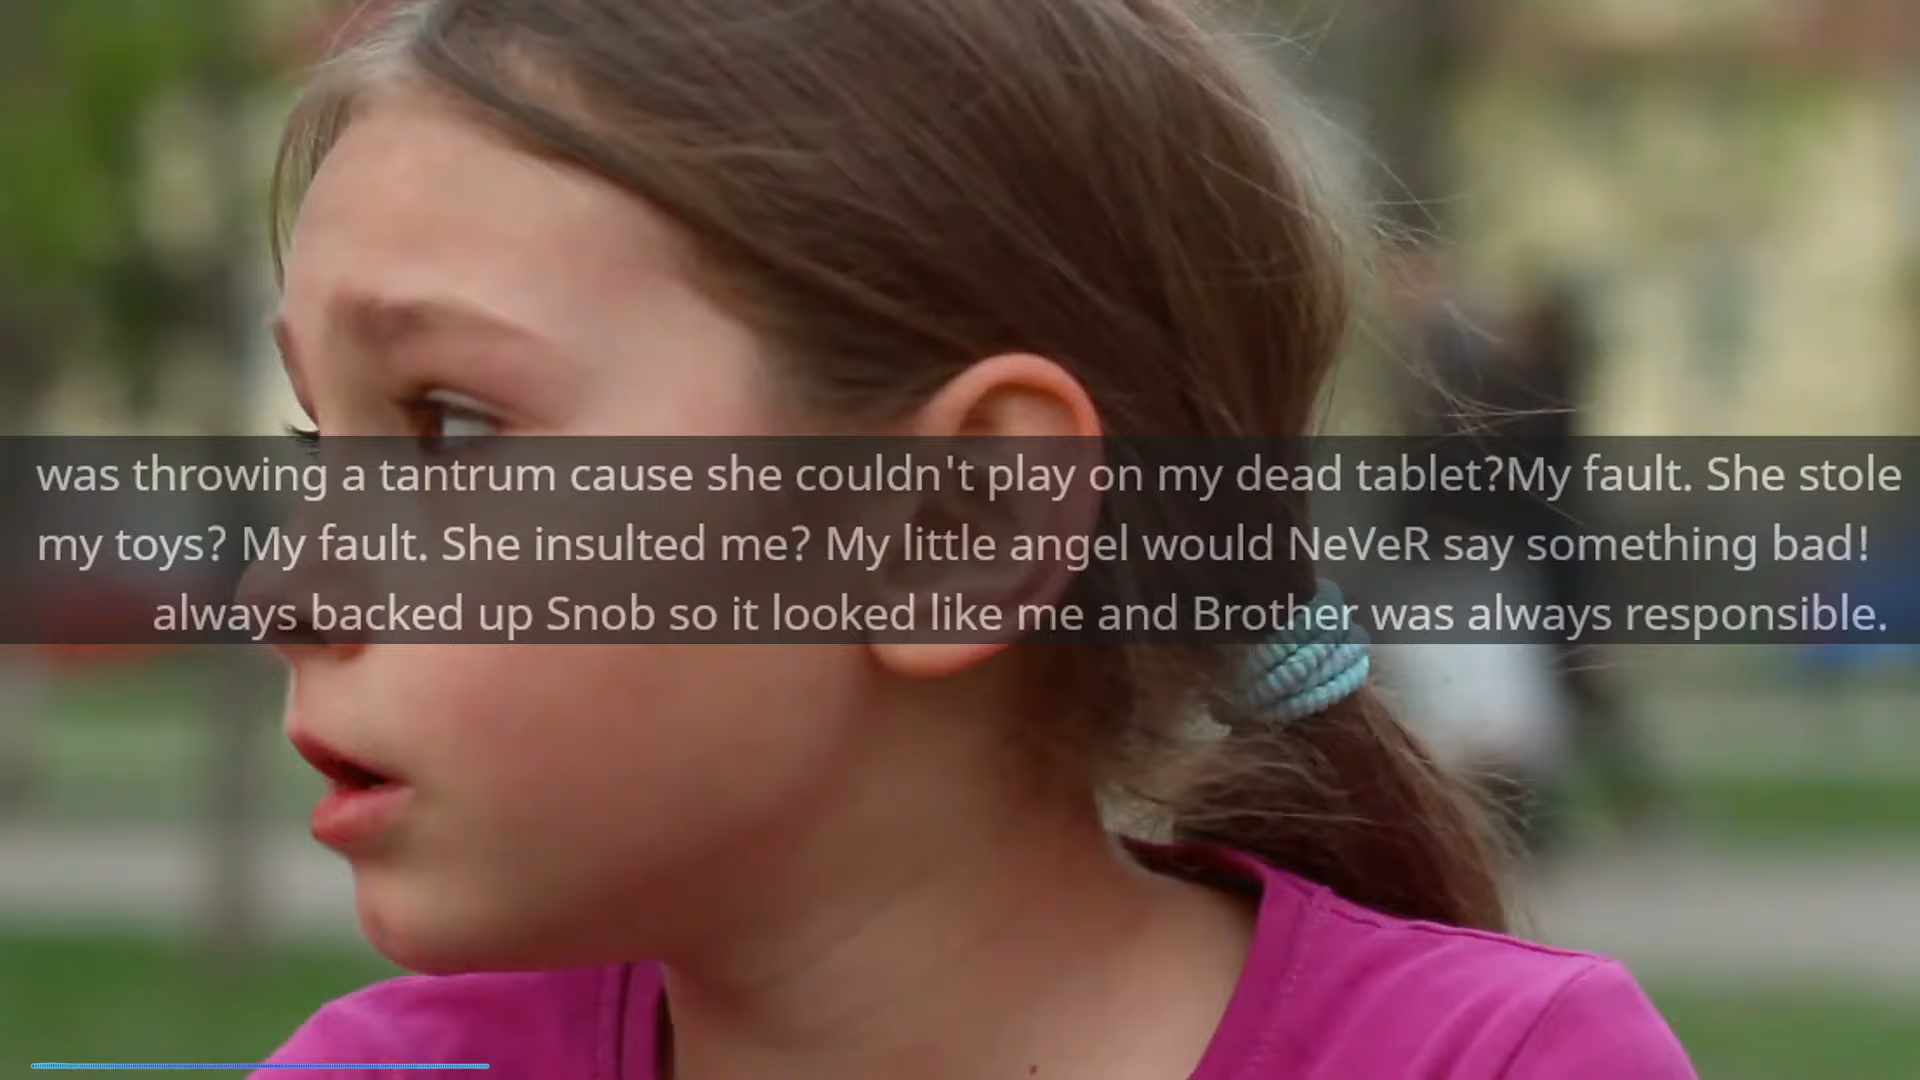 was throwing a tantrum cause she couldn't play on my dead tablet?My fault. She stole
my toys? My fault. She insulted me? My little angel would NeVeR say something bad!
always backed up Snob so it looked like me and Brother was always responsible.